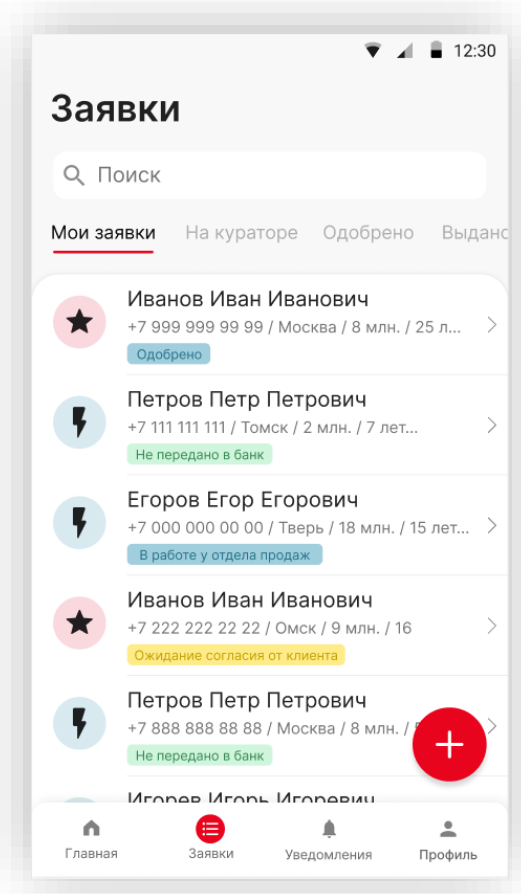 12:30
Заявки
Поиск
Мои заявки На кураторе Одобрено Выдано
Иванов Иван Иванович
+7 999 999 99 99 / Москва / 8 млн. / 25 л...
Одобрено
Петров Петр Петрович
+7 111 111 111 / Томск / 2 млн. / 7 лет...
Не передано в банк
Егоров Егор Егорович
+7 000 000 00 00 / Тверь / 18 млн. / 15 лет...
В работе у отдела продаж
Иванов Иван Иванович
+7 222 222 22 22 / Омск / 9 млн. / 16
Ожидание согласия от клиента
Петров Петр Петрович
+7 888 888 88 88 / Москва / 8 млн. /
Не передано в банк
Игорев Игорь Игоревич
Главная Заявки Уведомления Профиль